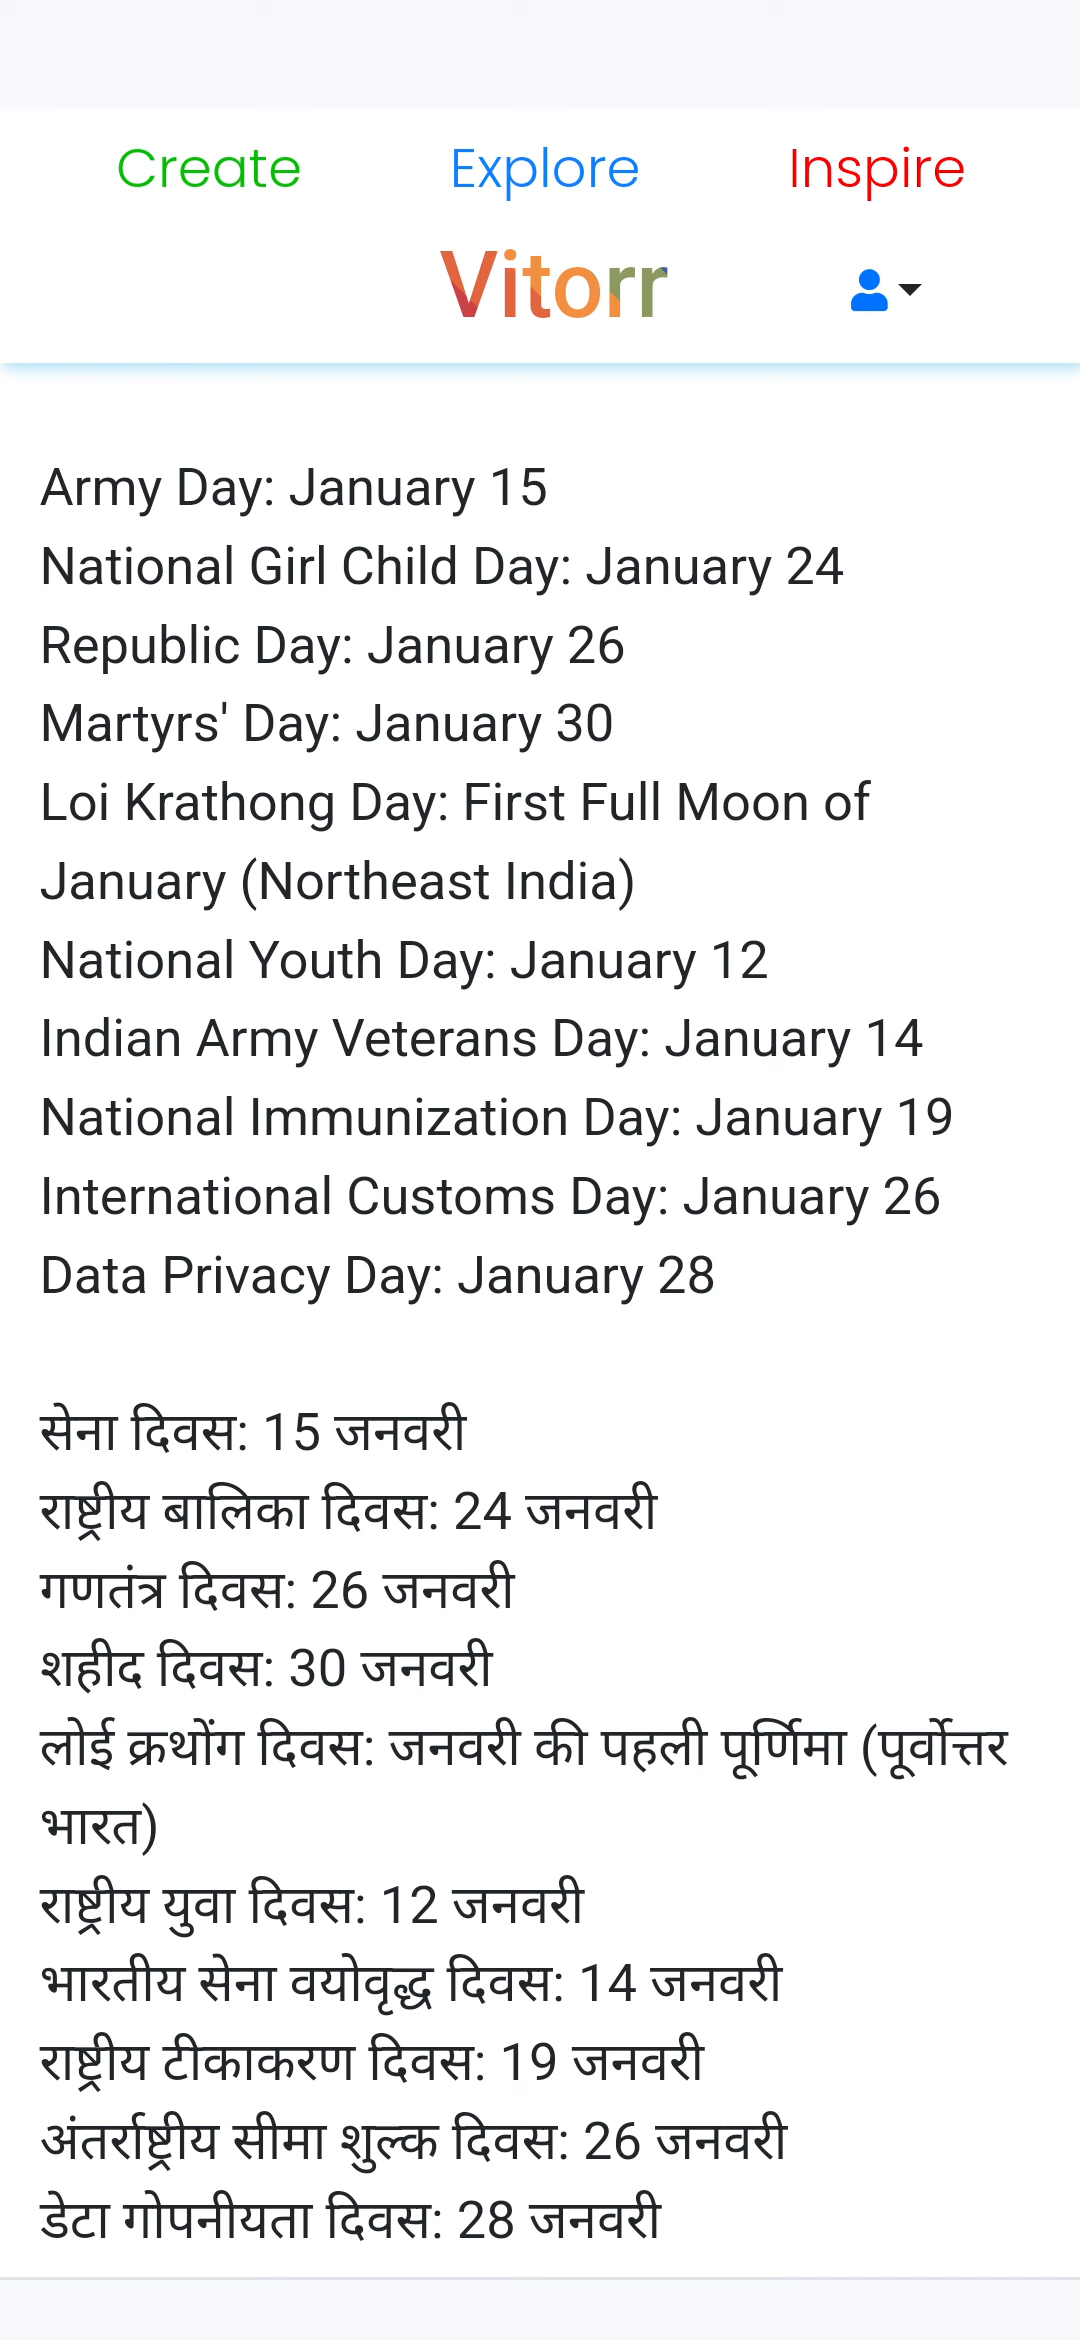 Create Explore Inspire
Vitorr
Army Day: January 15
National Girl Child Day: January 24
Republic Day: January 26
Martyrs' Day: January 30
Loi Krathong Day: First Full Moon of
January (Northeast India)
National Youth Day: January 12
Indian Army Veterans Day: January 14
National Immunization Day: January 19
International Customs Day: January 26
Data Privacy Day: January 28
सेना दिवस: 15 जनवरी
राष्ट्रीय बालिका दिवस: 24 जनवरी
गणतंत्र दिवस: 26 जनवरी
शहीद दिवस: 30 जनवरी
लोई क्रथोंग दिवस: जनवरी की पहली पूर्णिमा (पूर्वोत्तर
भारत)
राष्ट्रीय युवा दिवस: 12 जनवरी
भारतीय सेना वयोवृद्ध दिवस: 14 जनवरी
राष्ट्रीय टीकाकरण दिवस: 19 जनवरी
अंतर्राष्ट्रीय सीमा शुल्क दिवस: 26 जनवरी
डेटा गोपनीयता दिवस: 28 जनवरी